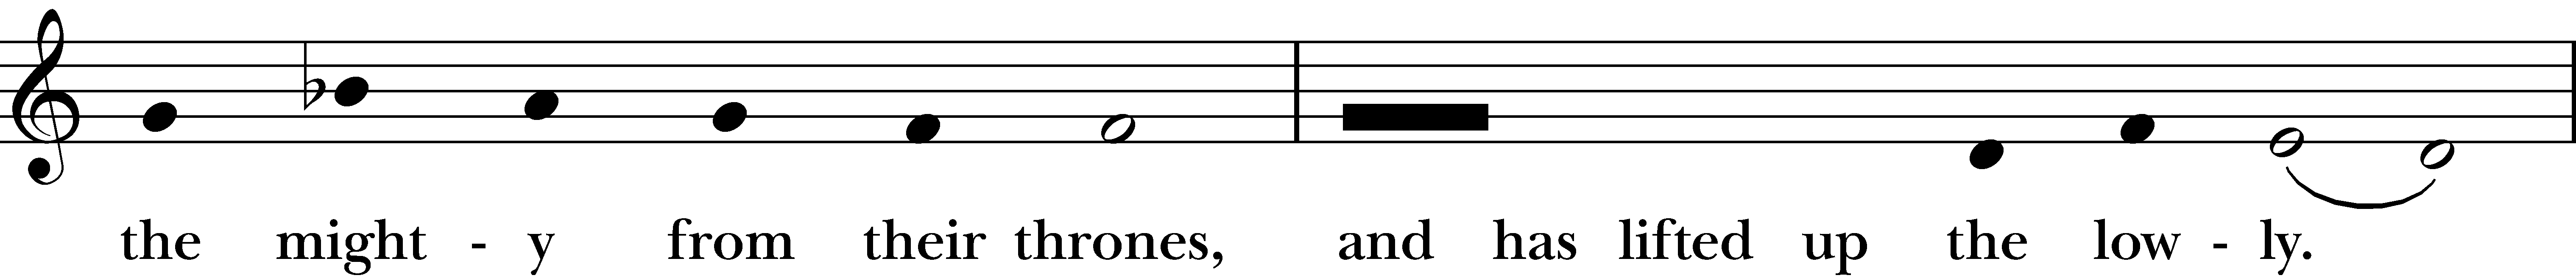 the might - y from their thrones, and has lifted up the low - ly.